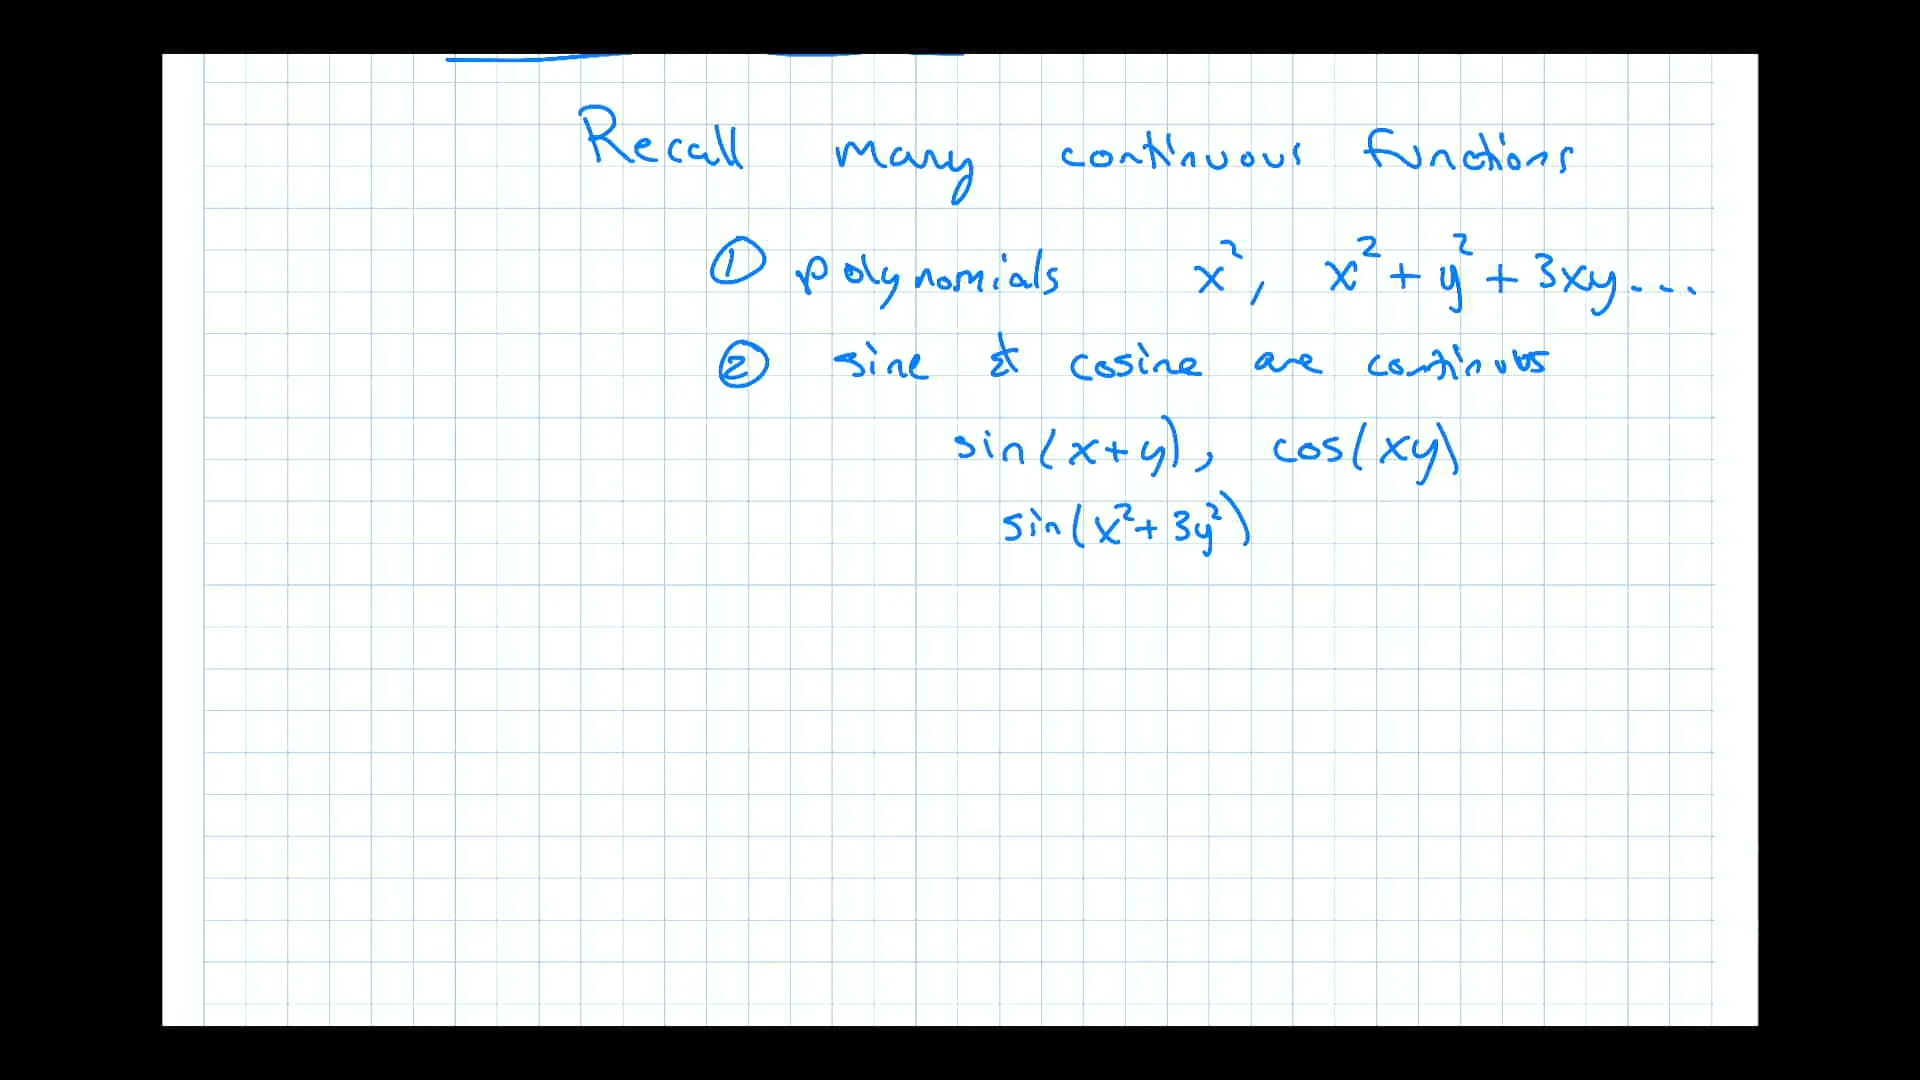 Recall many continuous functions
① polynomials x², x² + y² + 3xy...
② sine & cosine are continuos
sin(x+y), cos(xy)
sin(x²+3y²)